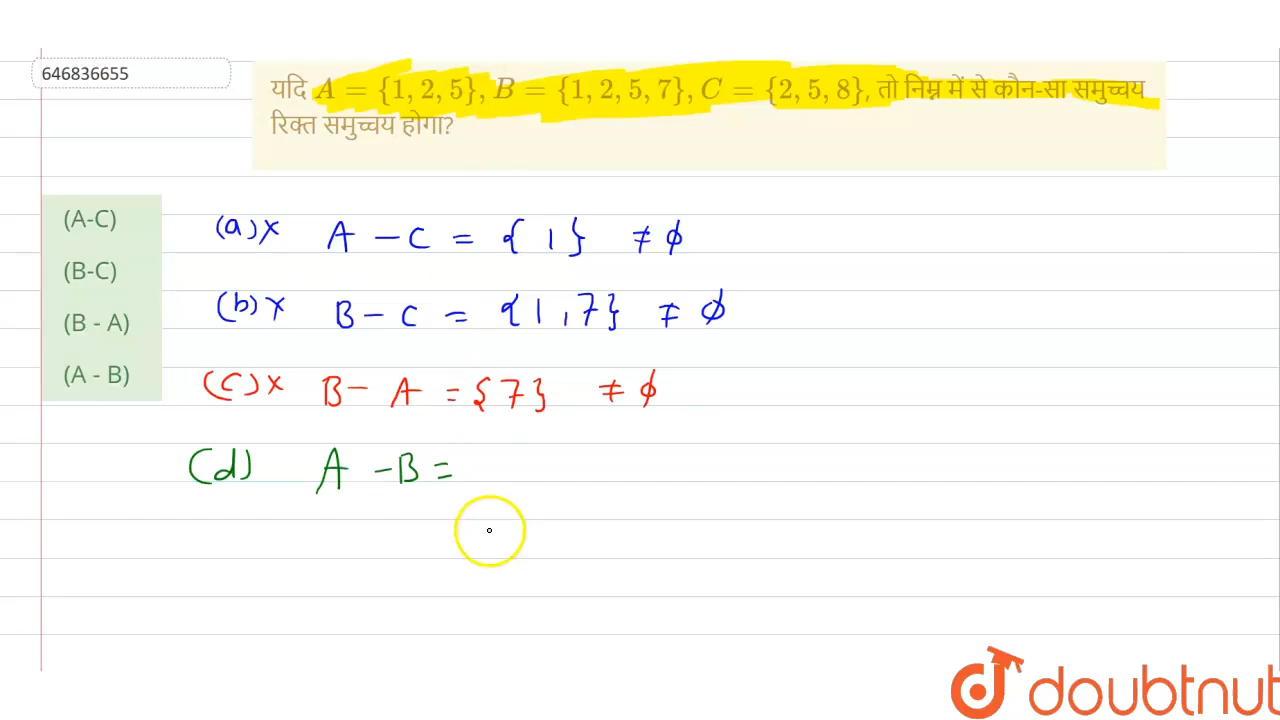 646836655
यदि A = {1, 2, 5}, B = {1, 2, 5, 7}, C = {2, 5, 8}, तो निम्न में से कौन-सा समुच्चय
रिक्त समुच्चय होगा?
(A-C)
(B-C)
(B - A)
(A - B)
(a)x A - C = { 1 } ≠ ϕ
(b)x B - C = {1, 7} ≠ ϕ
(C)x B - A = {7} ≠ ϕ
(d) A - B =
doubtnut